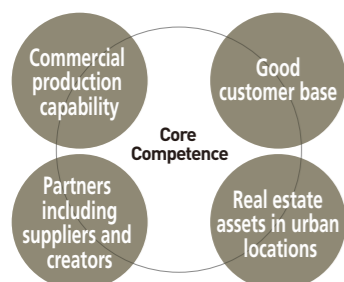 Commercial
production
capability
Good
customer base
Core
Competence
Partners
including
suppliers and
creators
Real estate
assets in urban
locations